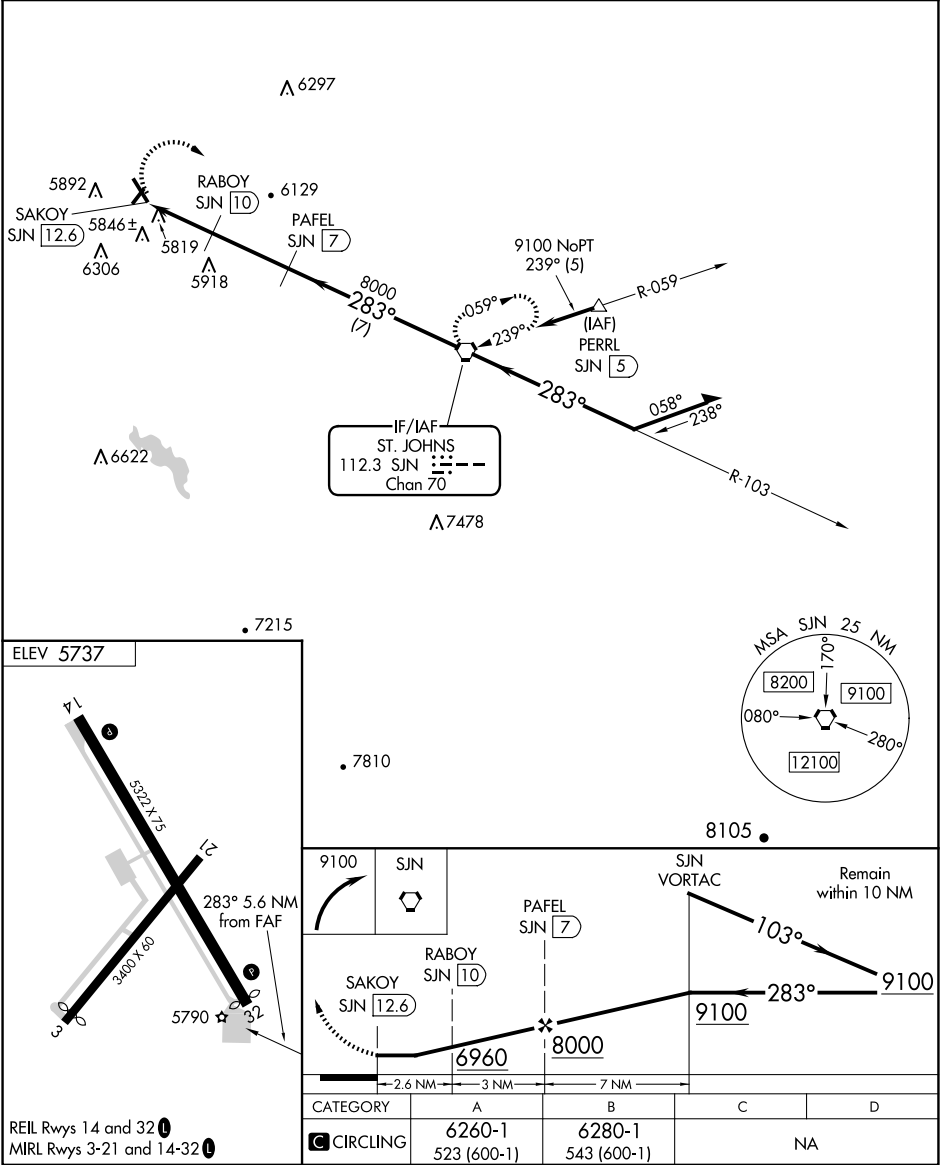 6297
5892
SAKOY
SJN 12.6
5846±
5819
6306
RABOY
SJN 10
6129
5918
PAFEL
SJN 7
8000
283°
(7)
059°
239°
9100 NoPT
239° (5)
R-059
(IAF)
PERRL
SJN 5
283°
058°
238°
R-103
IF/IAF
ST. JOHNS
112.3 SJN
Chan 70
6622
7478
7215
7810
8105
MSA SJN 25 NM
170°
8200
9100
080°
280°
12100
ELEV 5737
14
P
5322 X 75
21
283° 5.6 NM
from FAF
3400 X 60
P
5790
3
32
REIL Rwys 14 and 32 L
MIRL Rwys 3-21 and 14-32 L
9100
SJN
SJN
VORTAC
Remain
within 10 NM
PAFEL
SJN 7
103°
RABOY
SJN 10
SAKOY
SJN 12.6
9100
283°
9100
8000
6960
2.6 NM
3 NM
7 NM
CATEGORY A B C D
C CIRCLING 6260-1 6280-1 NA
523 (600-1) 543 (600-1)